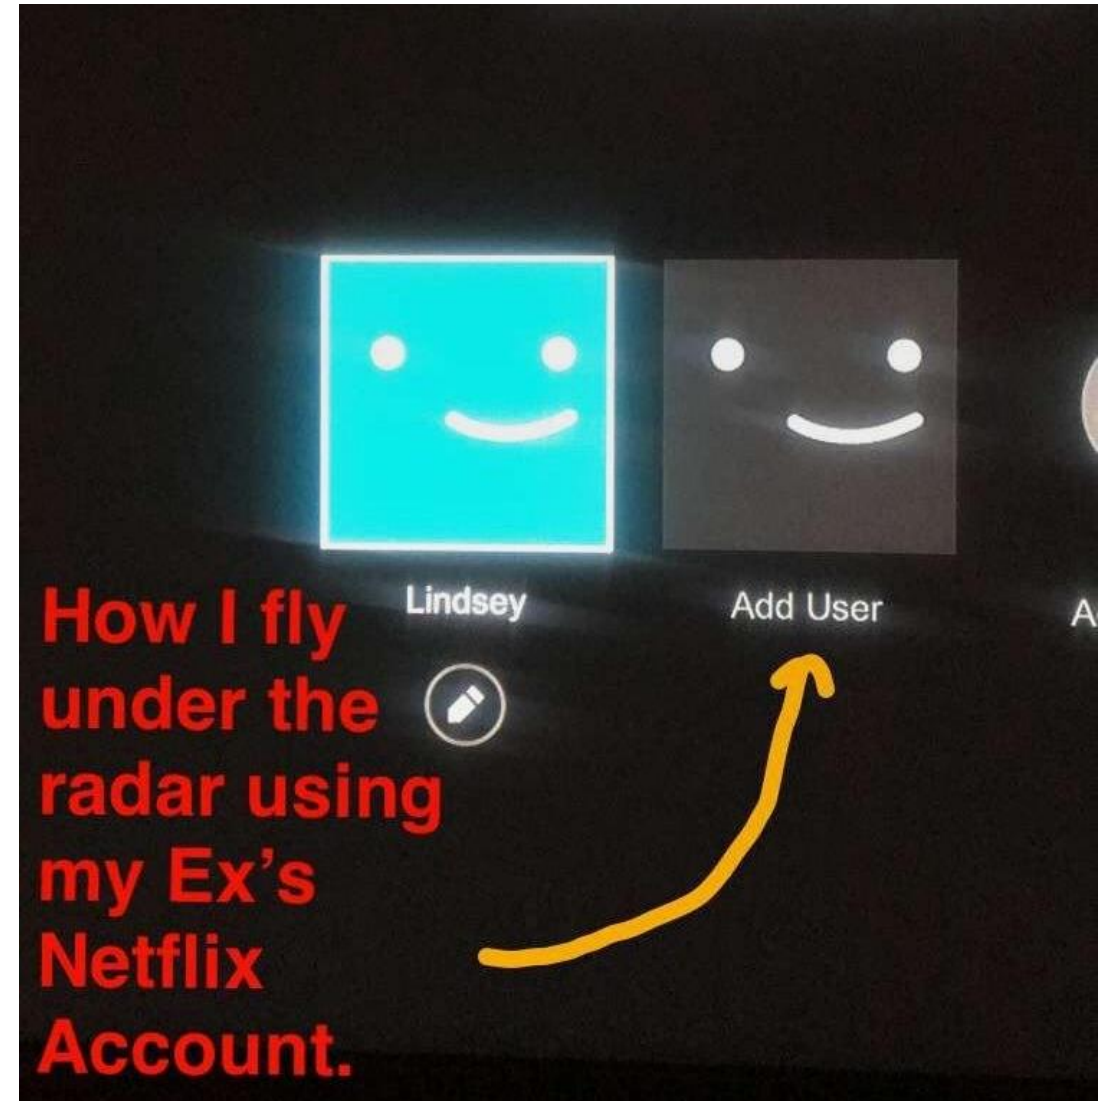 Lindsey
Add User
How I fly
under the
radar using
my Ex's
Netflix
Account.